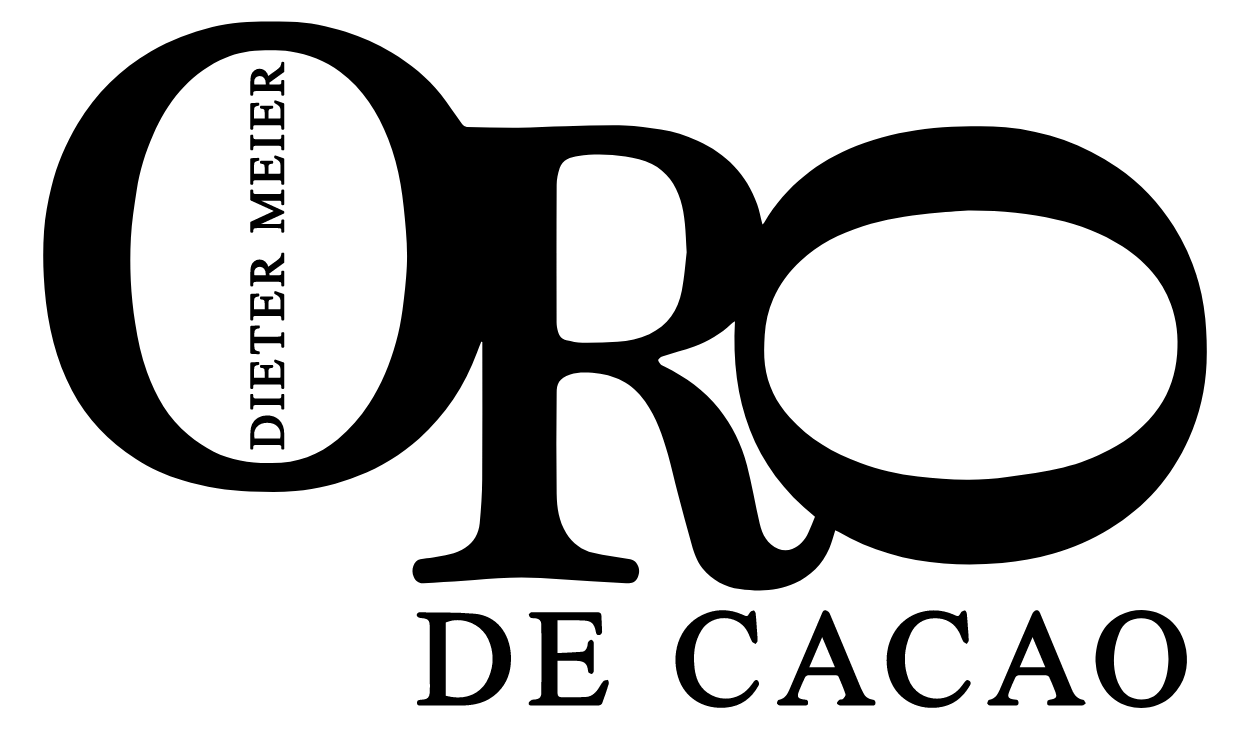 DIETER MEIER
ORO
DE CACAO